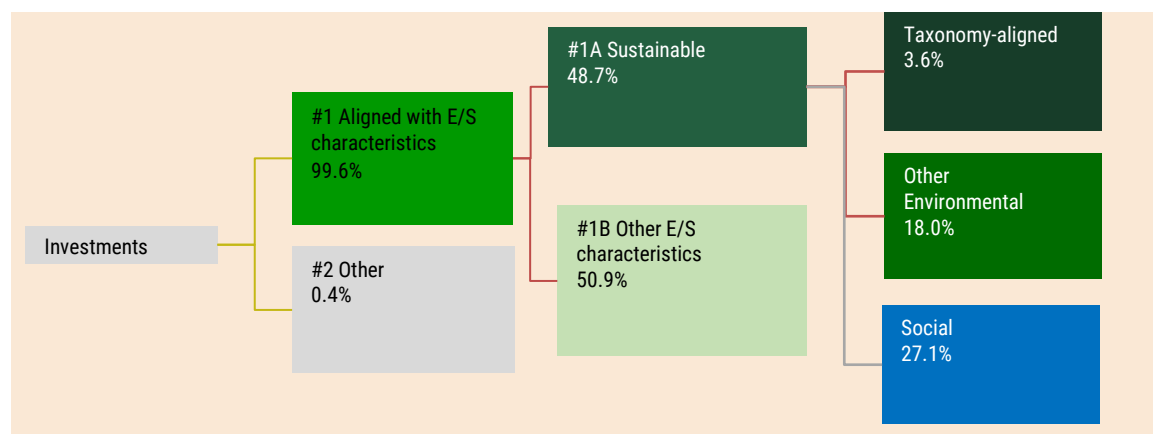 Investments
#1 Aligned with E/S
characteristics
99.6%
#2 Other
0.4%
#1A Sustainable
48.7%
#1B Other E/S
characteristics
50.9%
Taxonomy-aligned
3.6%
Other
Environmental
18.0%
Social
27.1%